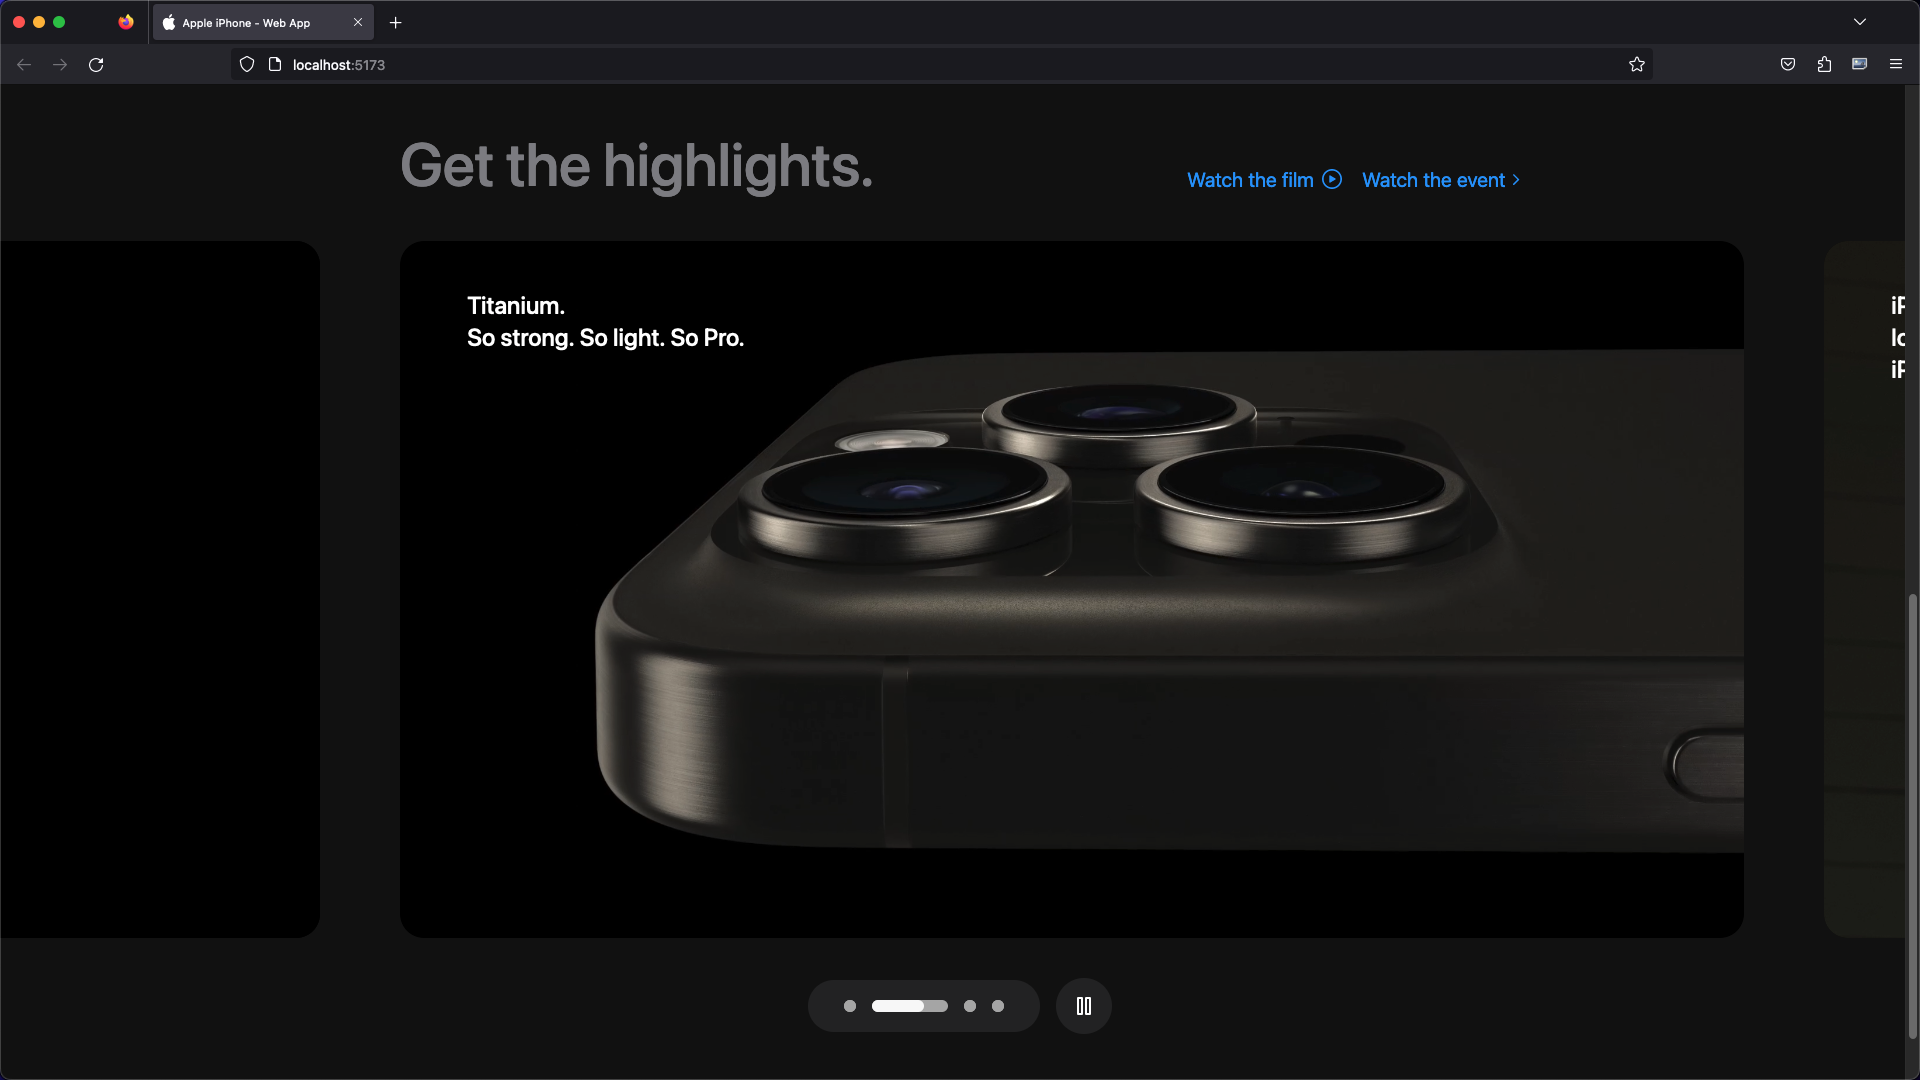 Apple iPhone – Web App
localhost:5173
Get the highlights.
Watch the film
Watch the event
Titanium.
So strong. So light. So Pro.
iP
lo
iP